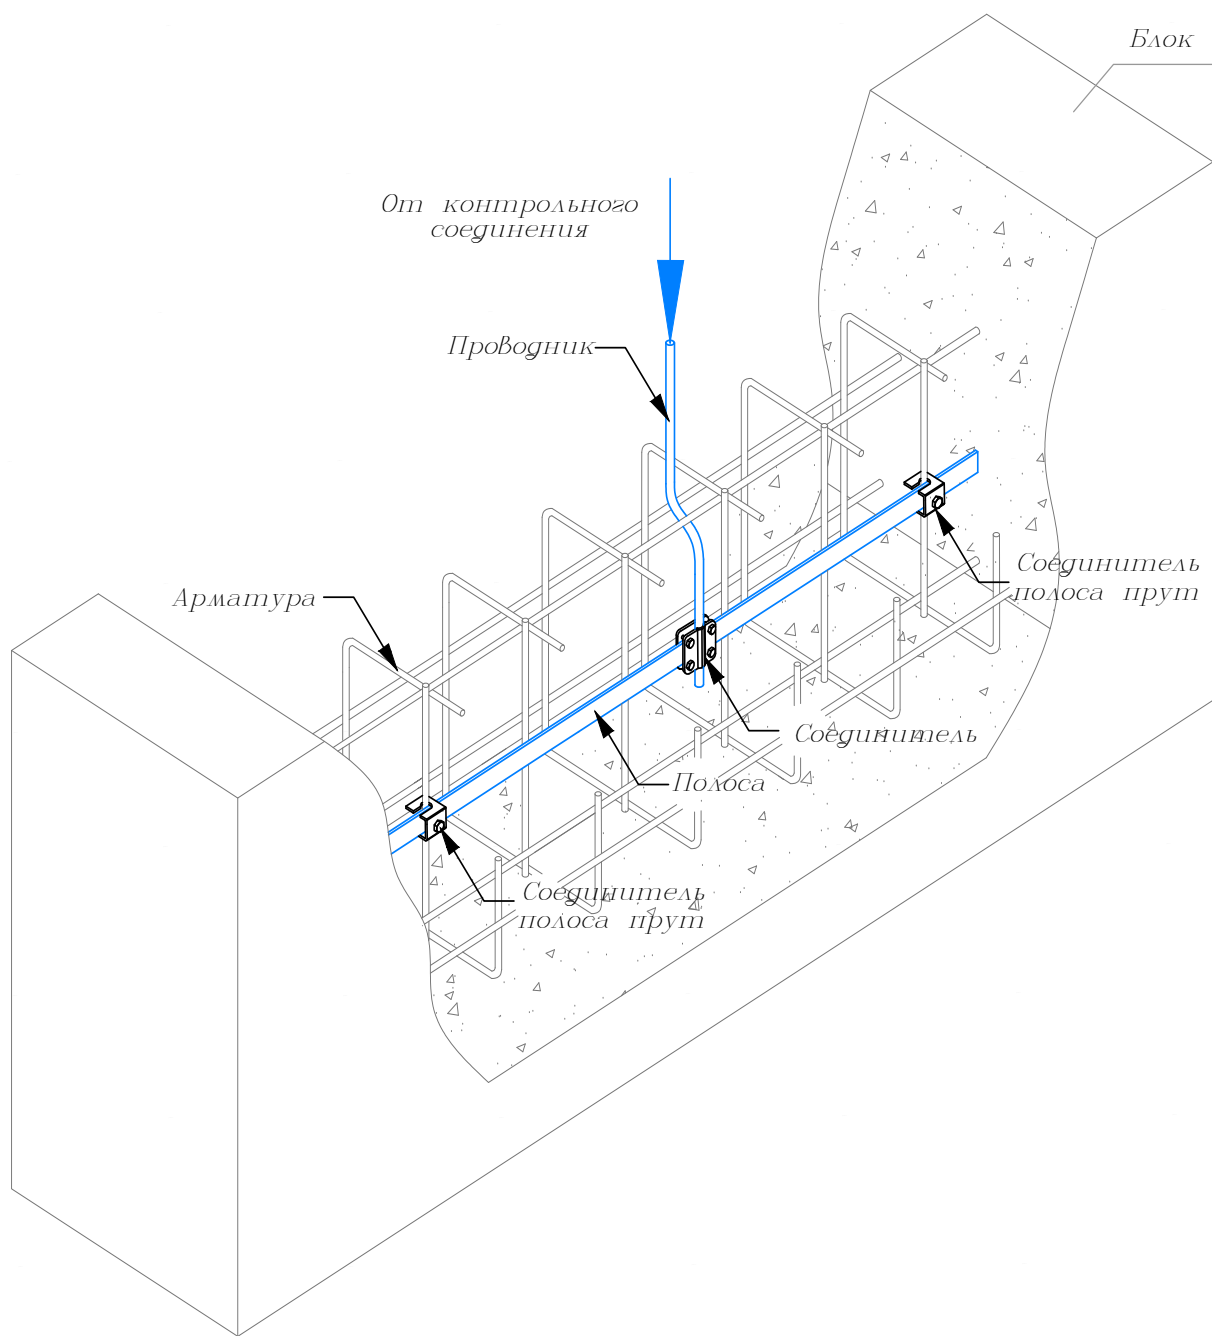 Блок
От контрольного
соединения
Проводник
Соединитель
полоса прут
Арматура
Соединитель
Полоса
Соединитель
полоса прут